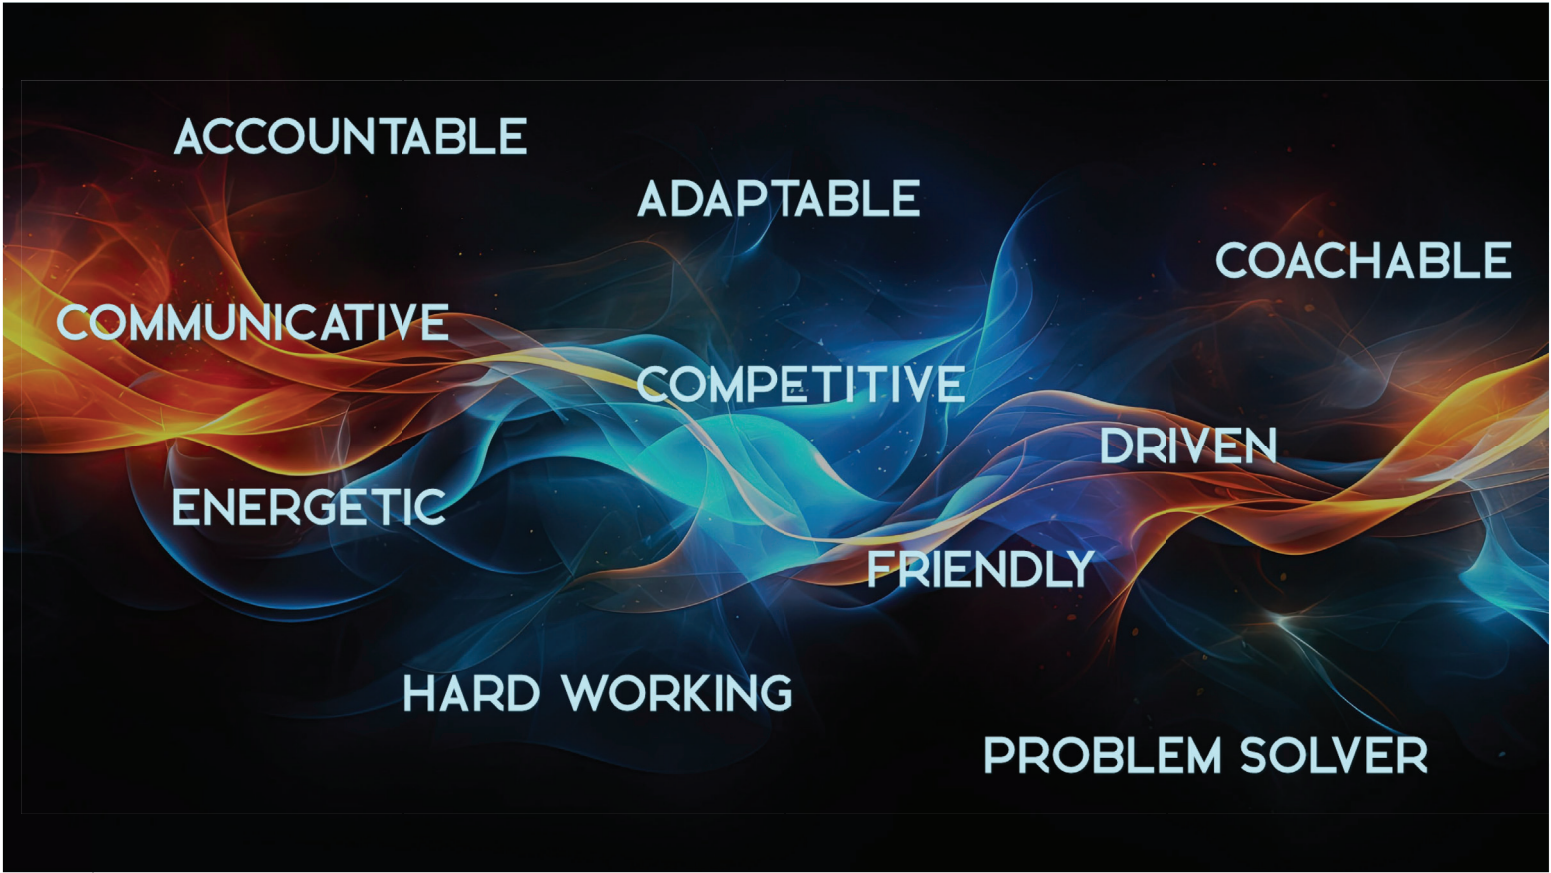 ACCOUNTABLE
ADAPTABLE
COACHABLE
COMMUNICATIVE
COMPETITIVE
DRIVEN
ENERGETIC
FRIENDLY
HARD WORKING
PROBLEM SOLVER